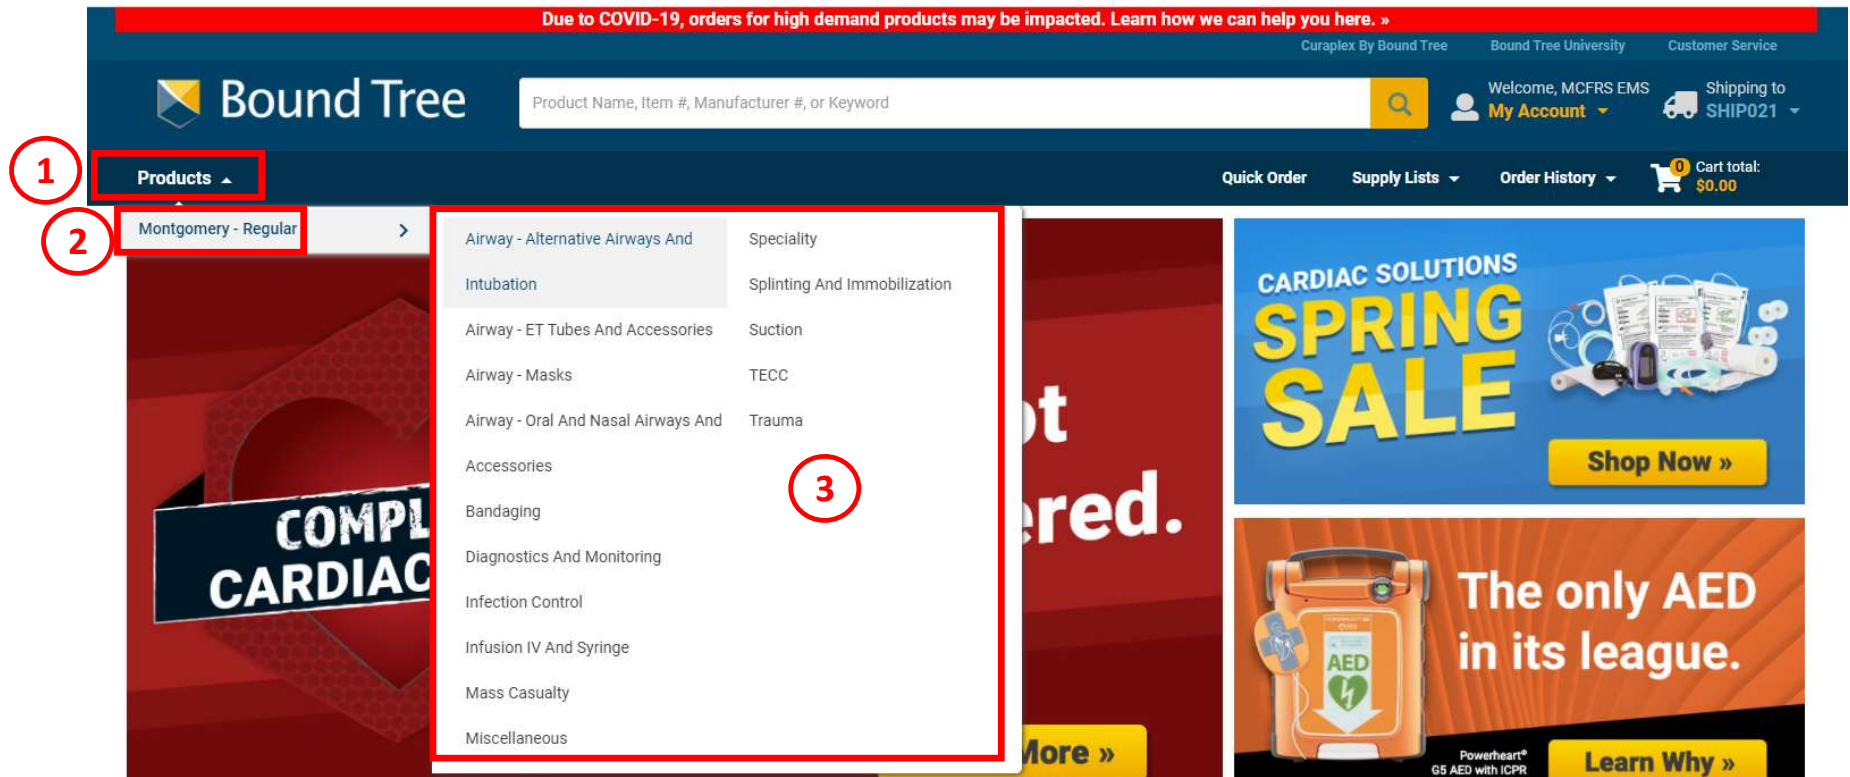 Due to COVID-19, orders for high demand products may be impacted. Learn how we can help you here. »
Curaplex By Bound Tree Bound Tree University Customer Service
Bound Tree
Product Name, Item #, Manufacturer #, or Keyword
Welcome, MCFRS EMS
My Account
Shipping to
SHIP021
1
Products
Quick Order Supply Lists Order History
0
Cart total:
$0.00
2
Montgomery - Regular
Airway - Alternative Airways And
Intubation
Airway - ET Tubes And Accessories
Airway - Masks
Airway - Oral And Nasal Airways And
Accessories
Bandaging
Diagnostics And Monitoring
Infection Control
Infusion IV And Syringe
Mass Casualty
Miscellaneous
Speciality
Splinting And Immobilization
Suction
TECC
Trauma
3
COMPL
CARDIAC
ot
ered.
More »
CARDIAC SOLUTIONS
SPRING
SALE
Shop Now »
The only AED
in its league.
AED
Powerheart®
G5 AED with ICPR
Learn Why »